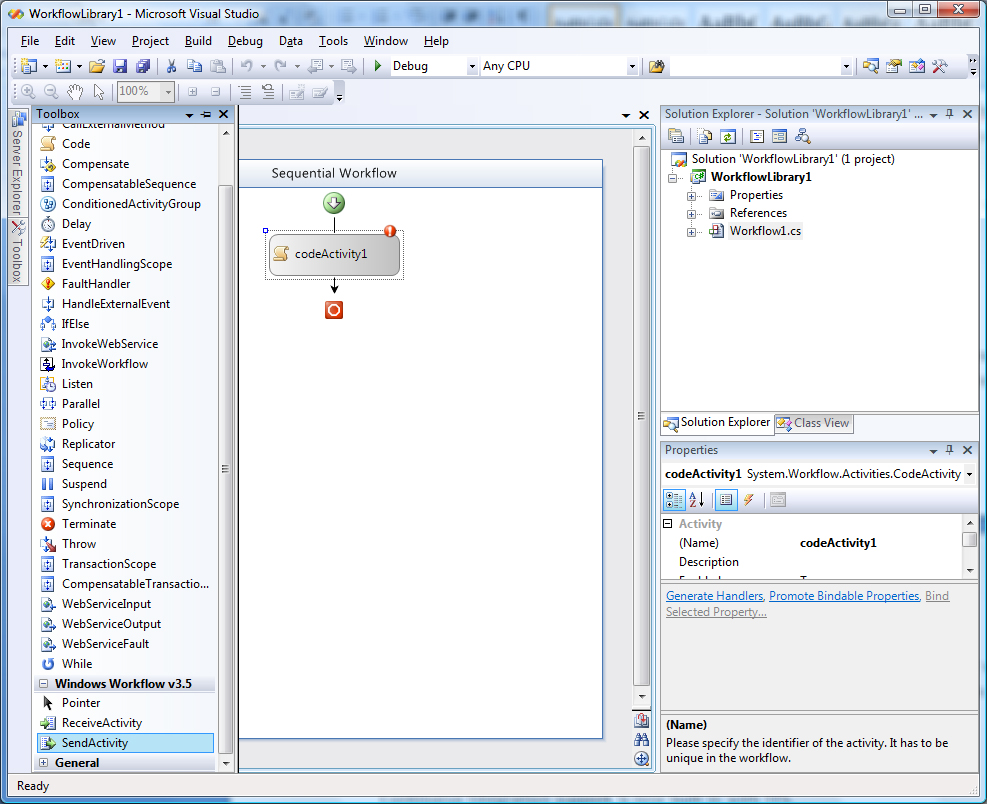 WorkflowLibrary1 - Microsoft Visual Studio
File Edit View Project Build Debug Data Tools Window Help
Debug Any CPU
100%
Server Explorer
Toolbox
Toolbox
CallExternalMethod
Code
Compensate
CompensatableSequence
ConditionedActivityGroup
Delay
EventDriven
EventHandlingScope
FaultHandler
HandleExternalEvent
IfElse
InvokeWebService
InvokeWorkflow
Listen
Parallel
Policy
Replicator
Sequence
Suspend
SynchronizationScope
Terminate
Throw
TransactionScope
CompensatableTransactio...
WebServiceInput
WebServiceOutput
WebServiceFault
While
Windows Workflow v3.5
Pointer
ReceiveActivity
SendActivity
General
Sequential Workflow
codeActivity1
Solution Explorer - Solution 'WorkflowLibrary1' ...
Solution 'WorkflowLibrary1' (1 project)
WorkflowLibrary1
Properties
References
Workflow1.cs
Solution Explorer Class View
Properties
codeActivity1 System.Workflow.Activities.CodeActivity
Activity
(Name) codeActivity1
Description
Generate Handlers, Promote Bindable Properties, Bind
Selected Property...
(Name)
Please specify the identifier of the activity. It has to be
unique in the workflow.
Ready